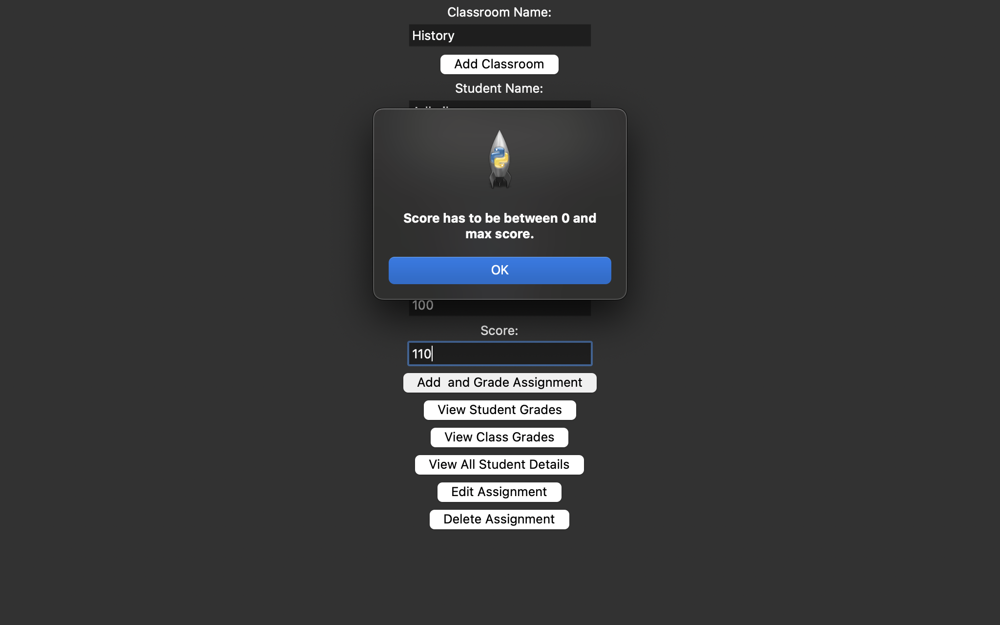 Classroom Name:
History
Add Classroom
Student Name:
Score has to be between 0 and
max score.
OK
100
Score:
110
Add  and Grade Assignment
View Student Grades
View Class Grades
View All Student Details
Edit Assignment
Delete Assignment